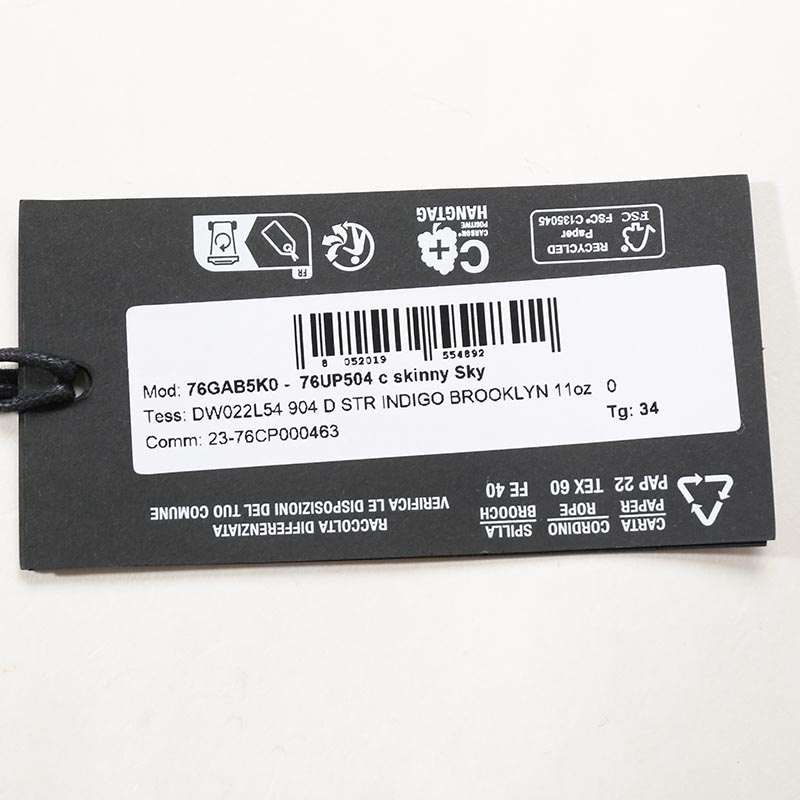 RECYCLED
Paper
FSC
FSC® C135045
C+
CARBON®
POSITIVE
HANGTAG
FR
8 052019 554892
Mod: 76GAB5K0 - 76UP504 c skinny Sky
Tess: DW022L54 904 D STR INDIGO BROOKLYN 11oz 0
Comm: 23-76CP000463
Tg: 34
CARTA
PAPER
PAP 22
CORDINO
ROPE
TEX 60
SPILLA
BROOCH
FE 40
RACCOLTA DIFFERENZIATA
VERIFICA LE DISPOSIZIONI DEL TUO COMUNE